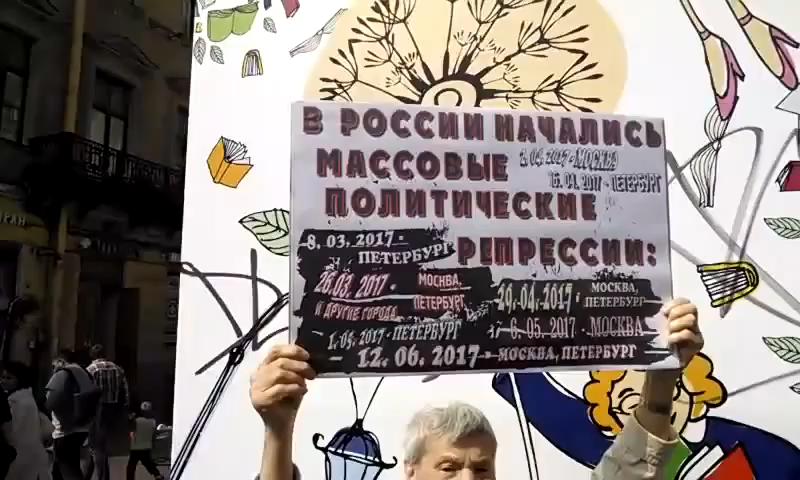 В РОССИИ НАЧАЛИСЬ
МАССОВЫЕ
2.04.2017 - МОСКВА
15.04.2017 - ПЕТЕРБУРГ
ПОЛИТИЧЕСКИЕ
РЕПРЕССИИ:
8.03.2017 -
ПЕТЕРБУРГ
26.03.2017 - МОСКВА,
ПЕТЕРБУРГ
И ДРУГИЕ ГОРОДА
29.04.2017 - МОСКВА,
ПЕТЕРБУРГ
1.05.2017 - ПЕТЕРБУРГ
6.05.2017 - МОСКВА
12.06.2017 - МОСКВА, ПЕТЕРБУРГ